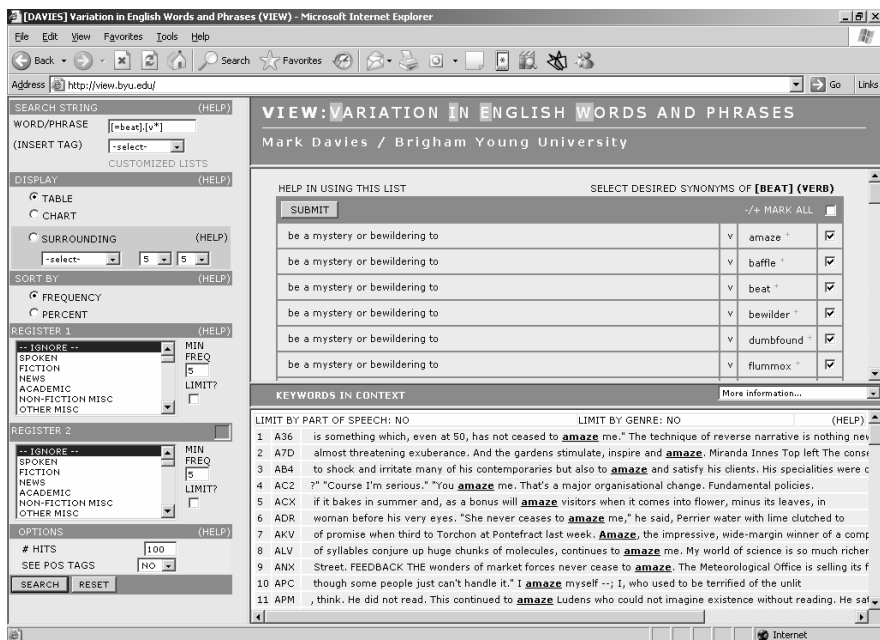 [DAVIES] Variation in English Words and Phrases (VIEW) - Microsoft Internet Explorer
File Edit View Favorites Tools Help
Back Search Favorites
Address http://view.byu.edu/ Go Links
SEARCH STRING (HELP)
WORD/PHRASE [=beat].[v*]
(INSERT TAG) -select-
CUSTOMIZED LISTS
DISPLAY (HELP)
TABLE
CHART
SURROUNDING (HELP)
-select- 5 5
SORT BY (HELP)
FREQUENCY
PERCENT
REGISTER 1 (HELP)
-- IGNORE --
SPOKEN
FICTION
NEWS
ACADEMIC
NON-FICTION MISC
OTHER MISC
MIN
FREQ
5
LIMIT?
REGISTER 2
-- IGNORE --
SPOKEN
FICTION
NEWS
ACADEMIC
NON-FICTION MISC
OTHER MISC
MIN
FREQ
5
LIMIT?
OPTIONS (HELP)
# HITS 100
SEE POS TAGS NO
SEARCH RESET
VIEW: VARIATION IN ENGLISH WORDS AND PHRASES
Mark Davies / Brigham Young University
HELP IN USING THIS LIST SELECT DESIRED SYNONYMS OF [BEAT] (VERB)
SUBMIT -/+ MARK ALL
be a mystery or bewildering to v amaze +
be a mystery or bewildering to v baffle +
be a mystery or bewildering to v beat +
be a mystery or bewildering to v bewilder +
be a mystery or bewildering to v dumbfound +
be a mystery or bewildering to v flummox +
KEYWORDS IN CONTEXT More information...
LIMIT BY PART OF SPEECH: NO LIMIT BY GENRE: NO (HELP)
1 A36 is something which, even at 50, has not ceased to amaze me." The technique of reverse narrative is nothing nev
2 A7D almost threatening exuberance. And the gardens stimulate, inspire and amaze. Miranda Innes Top left The conse
3 AB4 to shock and irritate many of his contemporaries but also to amaze and satisfy his clients. His specialities were c
4 AC2 ?" "Course I'm serious." "You amaze me. That's a major organisational change. Fundamental policies.
5 ACX if it bakes in summer and, as a bonus will amaze visitors when it comes into flower, minus its leaves, in
6 ADR woman before his very eyes. "She never ceases to amaze me," he said, Perrier water with lime clutched to
7 AKV of promise when third to Torchon at Pontefract last week. Amaze, the impressive, wide-margin winner of a comp
8 ALV of syllables conjure up huge chunks of molecules, continues to amaze me. My world of science is so much richer
9 ANX Street. FEEDBACK THE wonders of market forces never cease to amaze. The Meteorological Office is selling its f
10 APC though some people just can't handle it." I amaze myself --; I, who used to be terrified of the unlit
11 APM , think. He did not read. This continued to amaze Ludens who could not imagine existence without reading. He sat
Internet